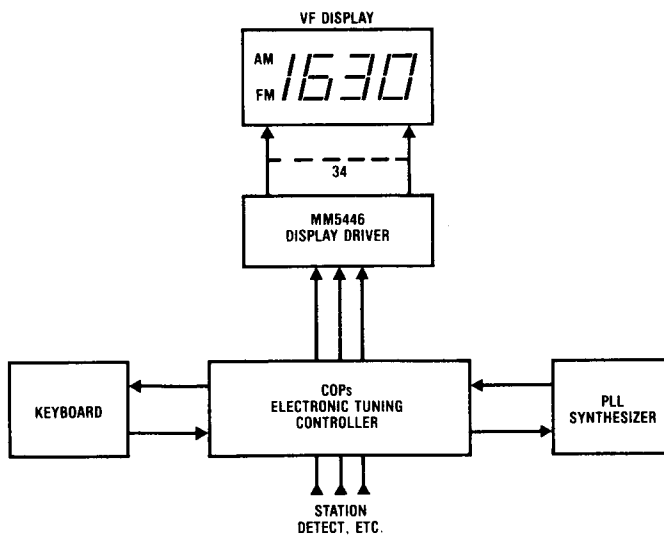 VF DISPLAY
AM
FM
1630
34
MM5446
DISPLAY DRIVER
KEYBOARD
COPs
ELECTRONIC TUNING
CONTROLLER
PLL
SYNTHESIZER
STATION
DETECT, ETC.